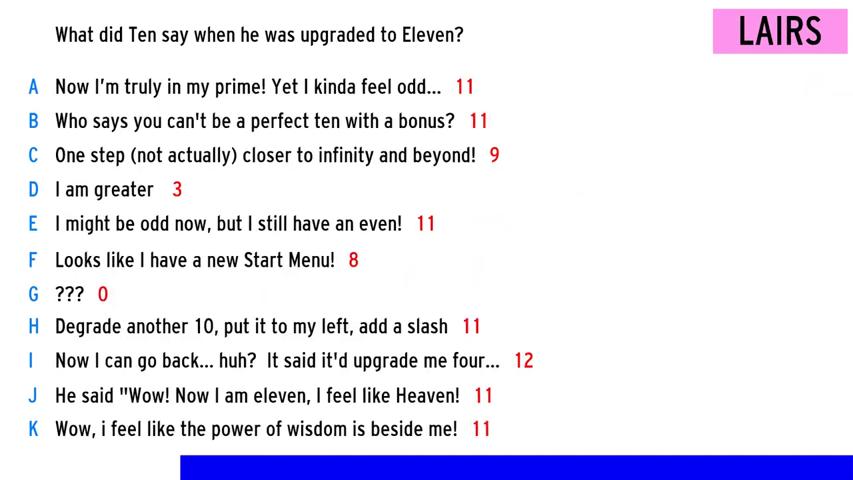 What did Ten say when he was upgraded to Eleven?
LAIRS
A Now I'm truly in my prime! Yet I kinda feel odd... 11
B Who says you can't be a perfect ten with a bonus? 11
C One step (not actually) closer to infinity and beyond! 9
D I am greater 3
E I might be odd now, but I still have an even! 11
F Looks like I have a new Start Menu! 8
G ??? 0
H Degrade another 10, put it to my left, add a slash 11
I Now I can go back... huh? It said it'd upgrade me four... 12
J He said "Wow! Now I am eleven, I feel like Heaven! 11
K Wow, i feel like the power of wisdom is beside me! 11